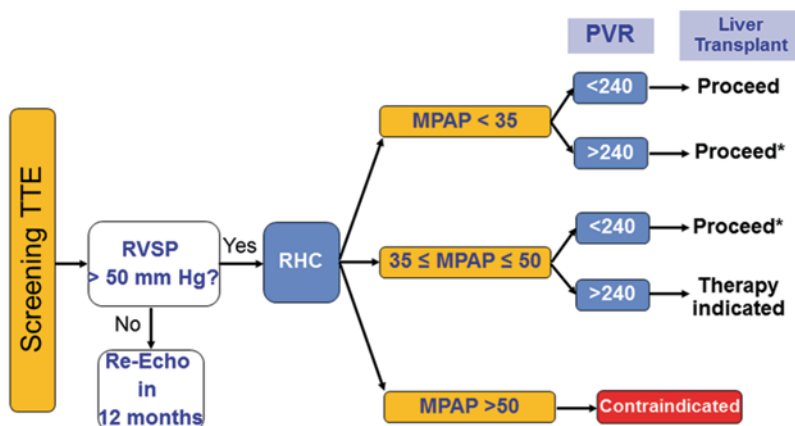 PVR
Liver
Transplant
Screening TTE
RVSP
> 50 mm Hg?
Yes
No
Re-Echo
in
12 months
RHC
MPAP < 35
<240
Proceed
>240
Proceed*
35 ≤ MPAP ≤ 50
<240
Proceed*
>240
Therapy
indicated
MPAP >50
Contraindicated